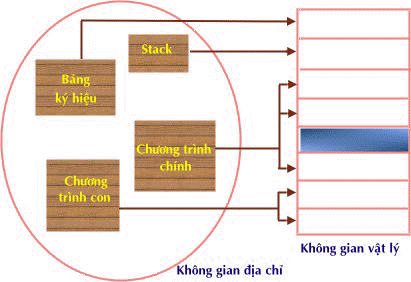 Stack
Bảng
ký hiệu
Chương trình
chính
Chương
trình con
Không gian vật lý
Không gian địa chỉ